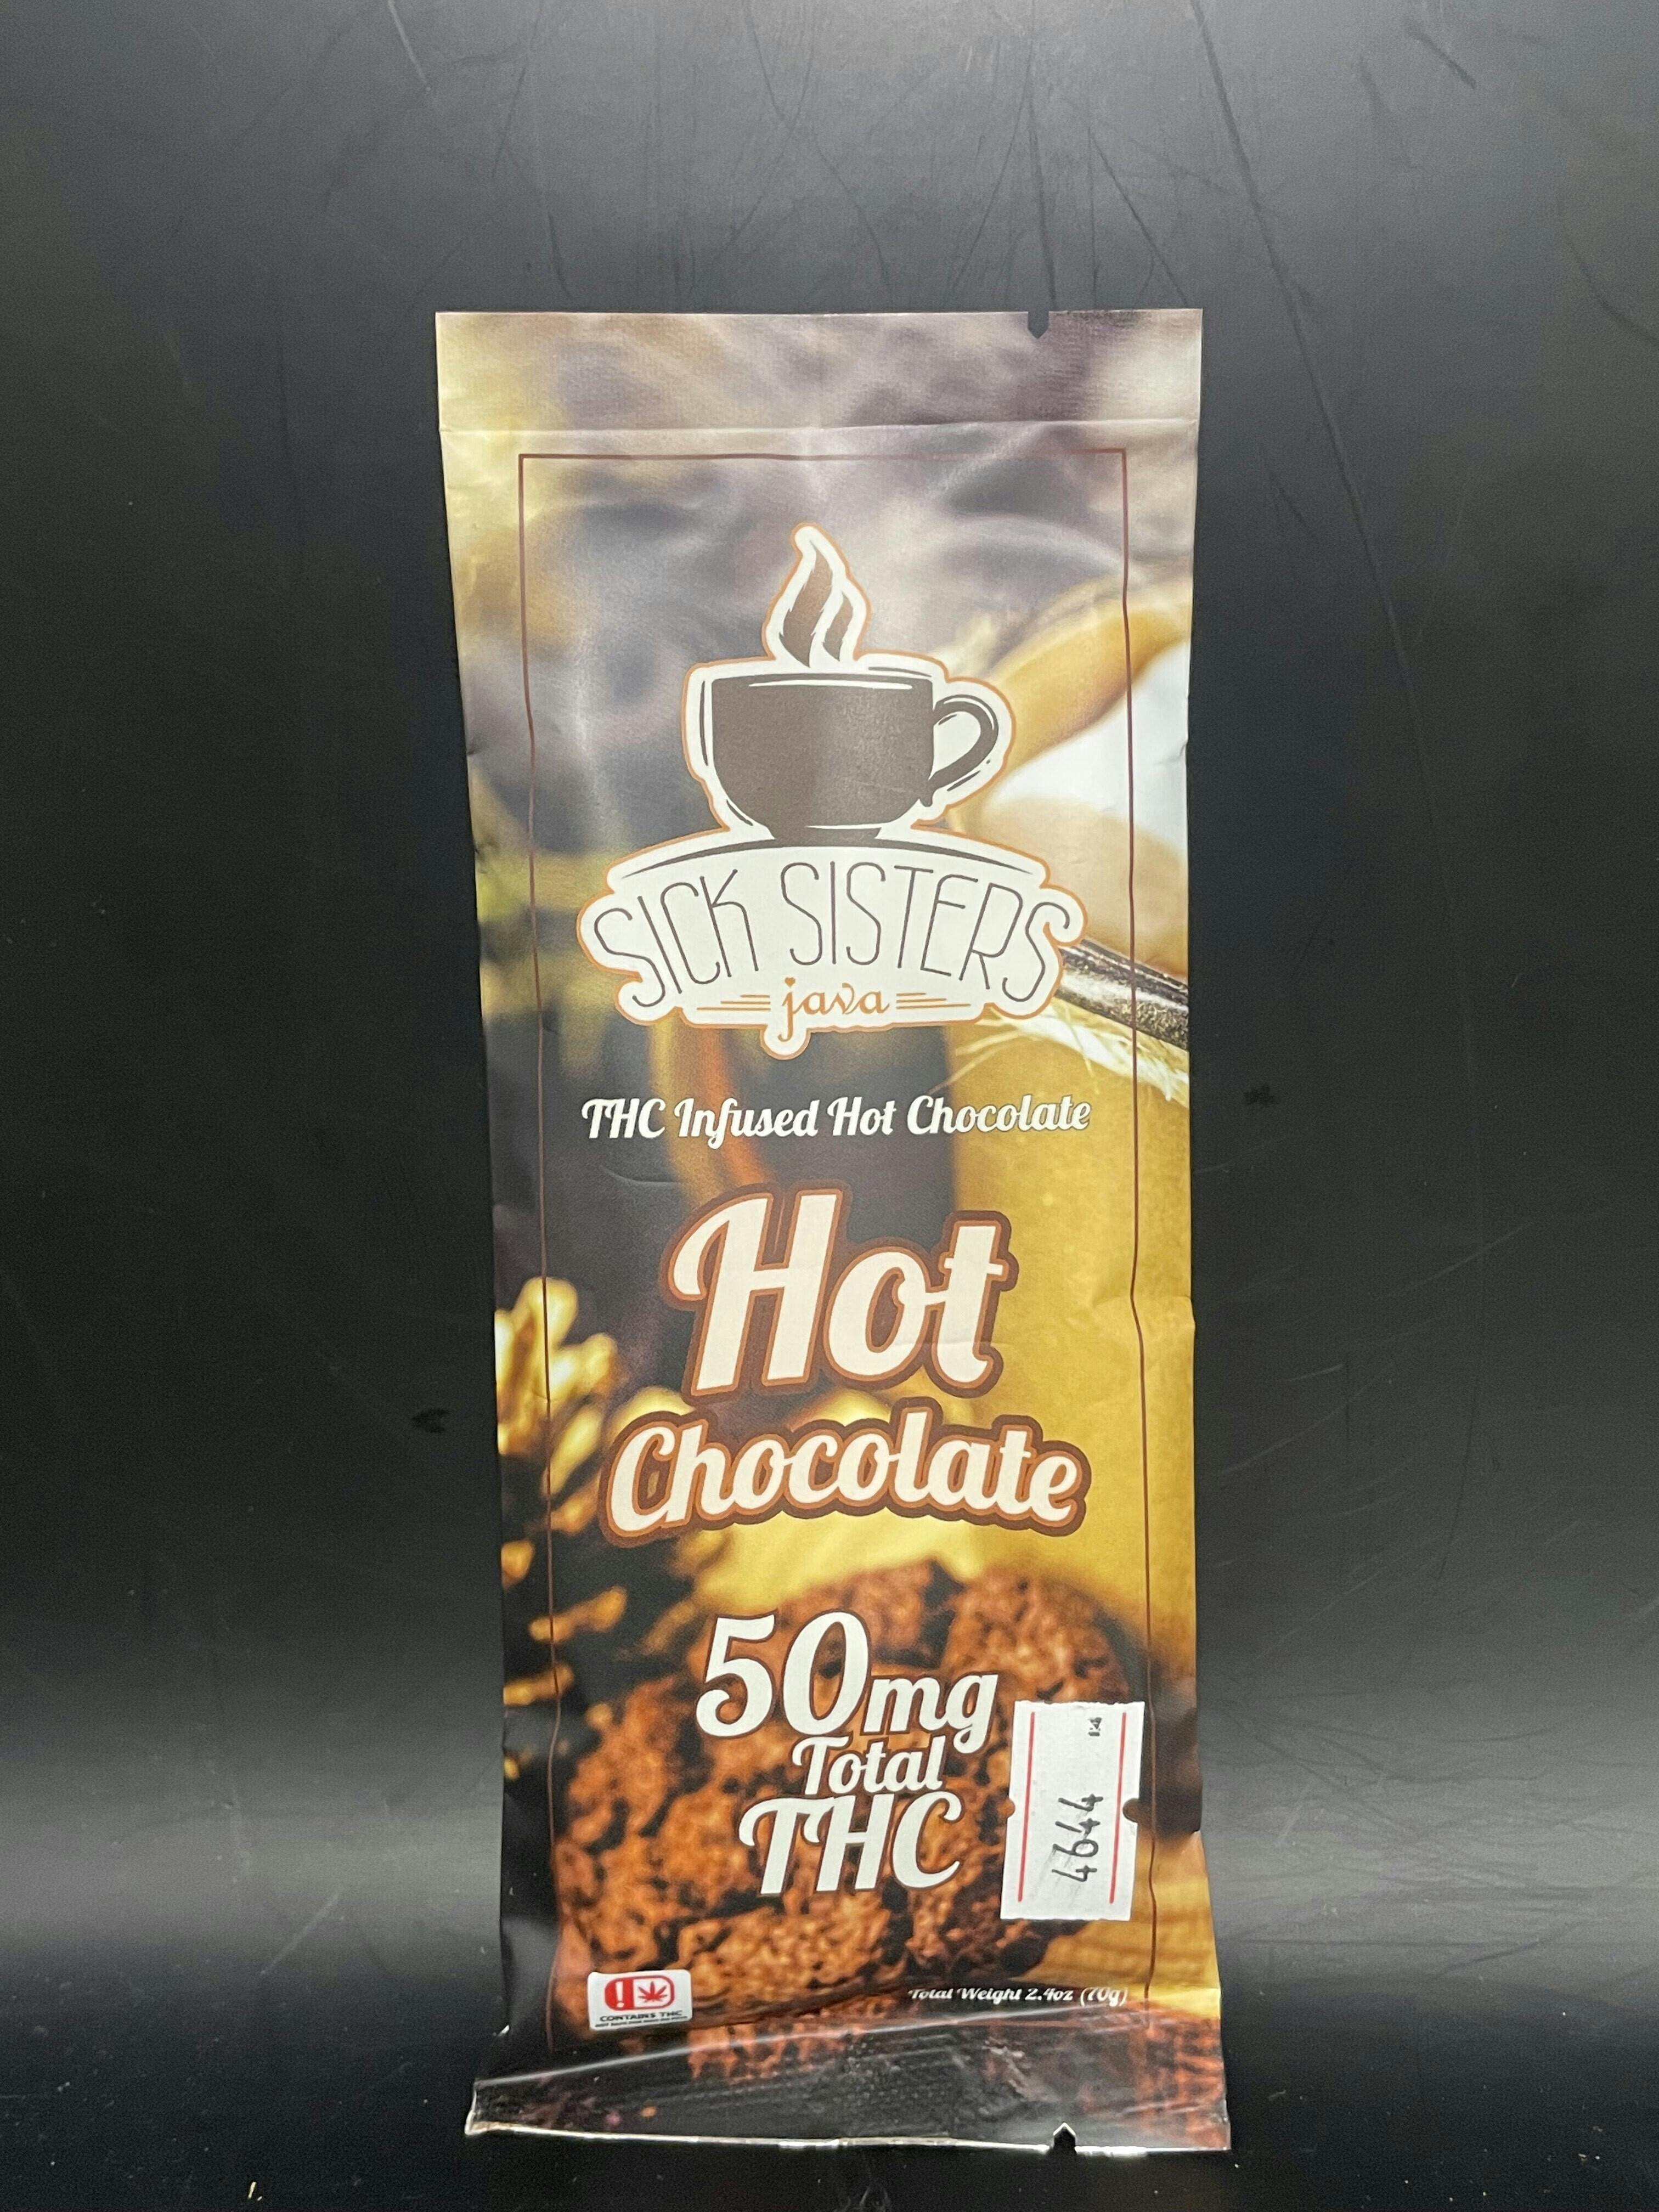 SICK SISTERS
java
THC Infused Hot Chocolate
Hot
Chocolate
50mg
Total
THC
4644
CONTAINS THC
Total Weight 2.4oz (70g)